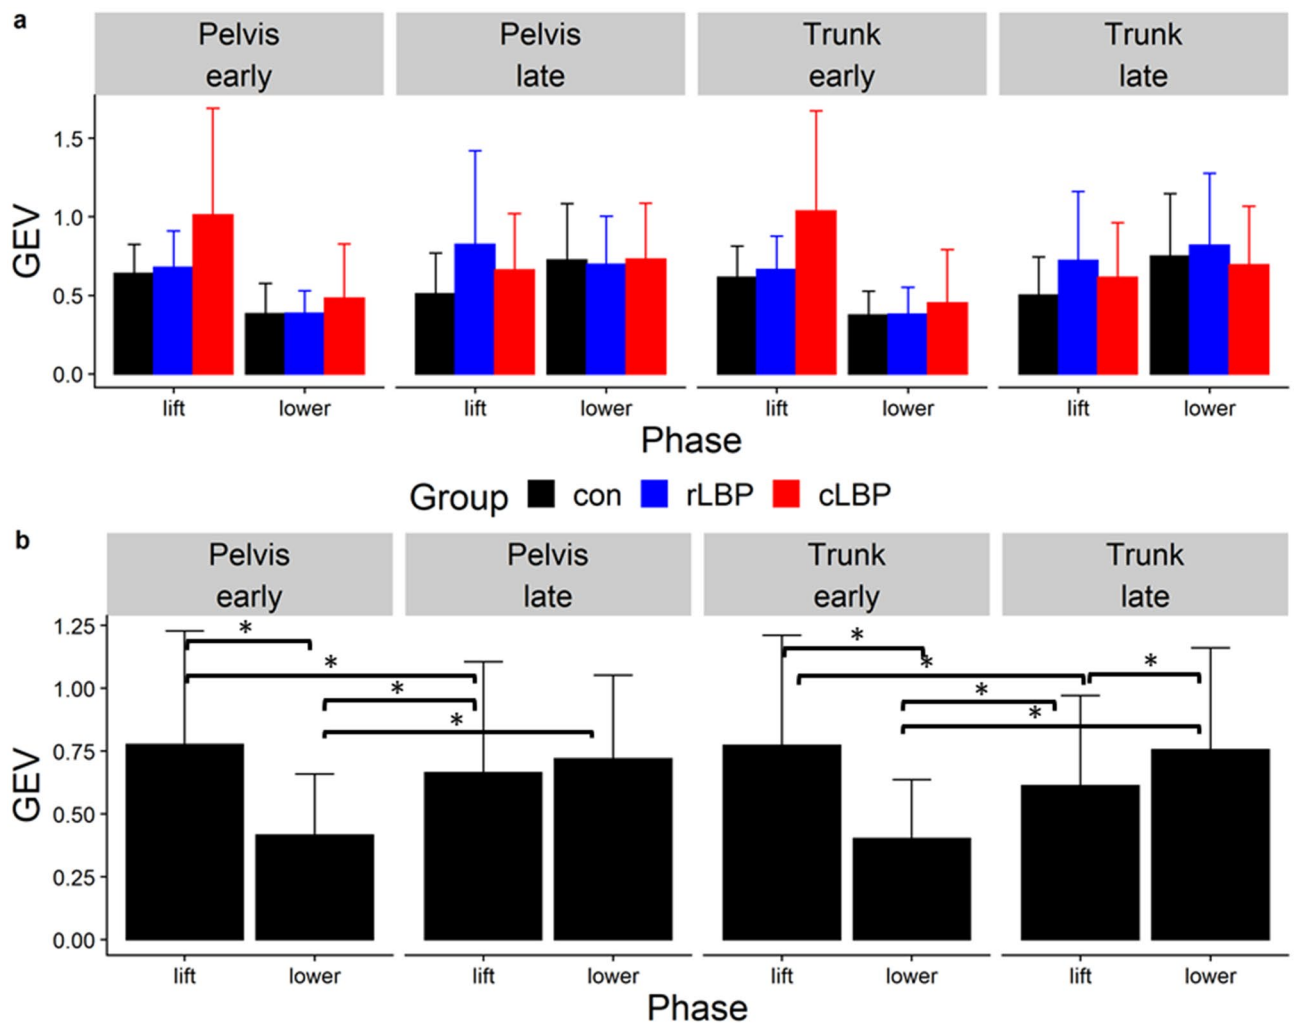 a
Pelvis
early
Pelvis
late
Trunk
early
Trunk
late
GEV
1.5
1.0
0.5
0.0
lift
lower
lift
lower
lift
lower
lift
lower
Phase
Group con rLBP cLBP
b
Pelvis
early
Pelvis
late
Trunk
early
Trunk
late
GEV
1.25
1.00
0.75
0.50
0.25
0.00
*
*
*
*
*
*
*
*
*
lift
lower
lift
lower
lift
lower
lift
lower
Phase